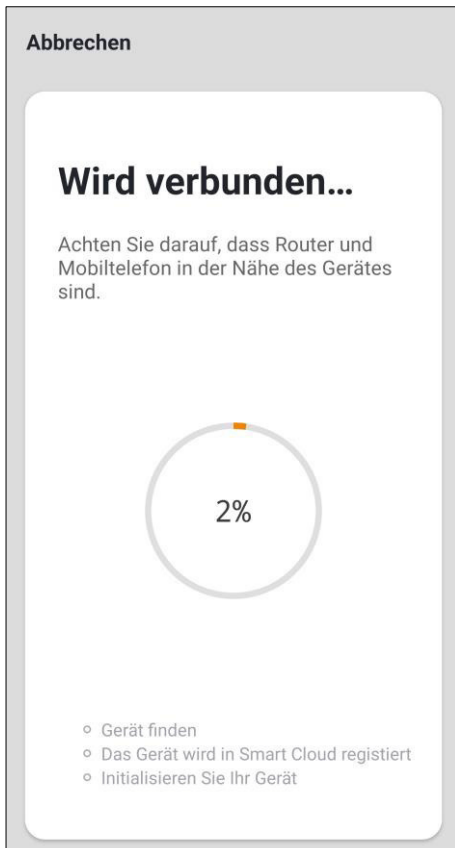 Abbrechen
Wird verbunden...
Achten Sie darauf, dass Router und
Mobiltelefon in der Nähe des Gerätes
sind.
2%
Gerät finden
Das Gerät wird in Smart Cloud registiert
Initialisieren Sie Ihr Gerät